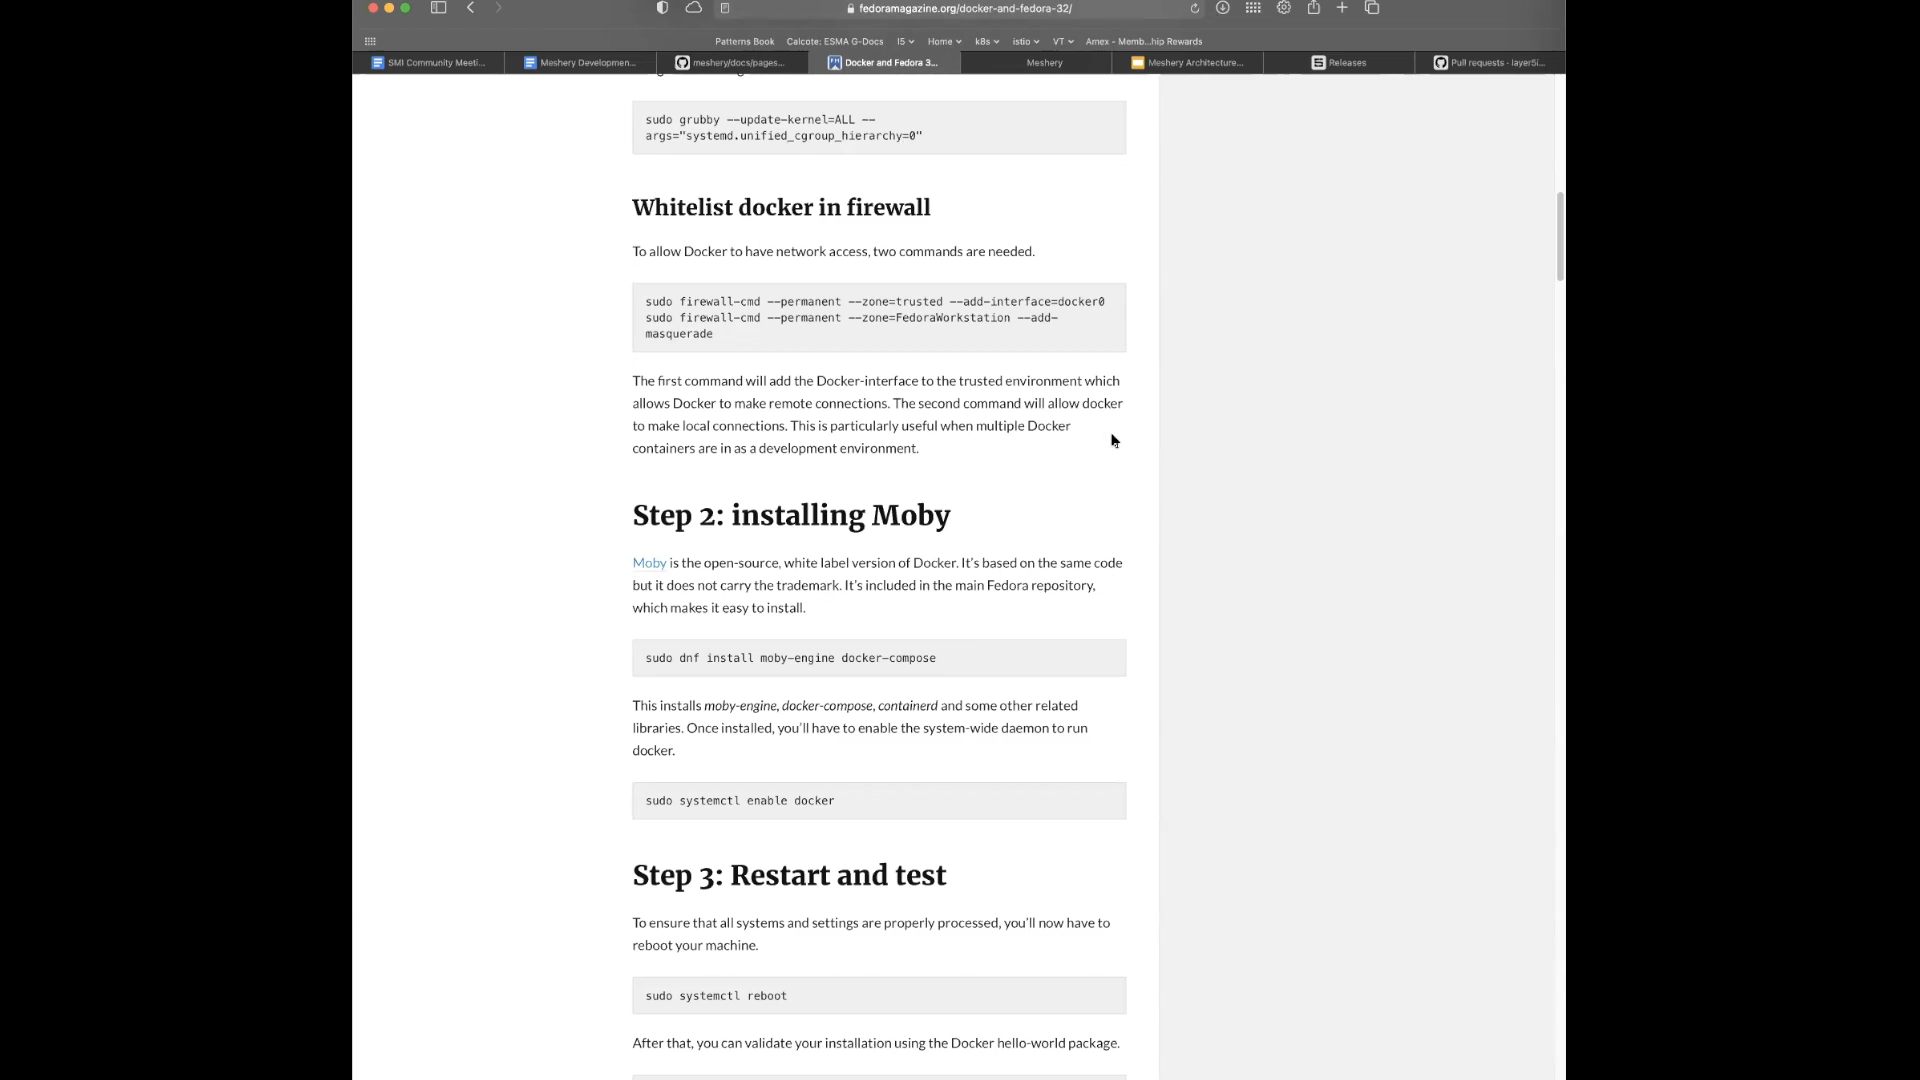 fedoramagazine.org/docker-and-fedora-32/
Patterns Book
Calcote: ESMA G-Docs
l5
Home
k8s
istio
VT
Amex - Memb...hip Rewards
SMI Community Meeti...
Meshery Developmen...
meshery/docs/pages...
Docker and Fedora 3...
Meshery
Meshery Architecture...
Releases
Pull requests · layer5i...
sudo grubby --update-kernel=ALL --
args="systemd.unified_cgroup_hierarchy=0"
Whitelist docker in firewall
To allow Docker to have network access, two commands are needed.
sudo firewall-cmd --permanent --zone=trusted --add-interface=docker0
sudo firewall-cmd --permanent --zone=FedoraWorkstation --add-
masquerade
The first command will add the Docker-interface to the trusted environment which
allows Docker to make remote connections. The second command will allow docker
to make local connections. This is particularly useful when multiple Docker
containers are in as a development environment.
Step 2: installing Moby
Moby is the open-source, white label version of Docker. It's based on the same code
but it does not carry the trademark. It's included in the main Fedora repository,
which makes it easy to install.
sudo dnf install moby-engine docker-compose
This installs moby-engine, docker-compose, containerd and some other related
libraries. Once installed, you'll have to enable the system-wide daemon to run
docker.
sudo systemctl enable docker
Step 3: Restart and test
To ensure that all systems and settings are properly processed, you'll now have to
reboot your machine.
sudo systemctl reboot
After that, you can validate your installation using the Docker hello-world package.